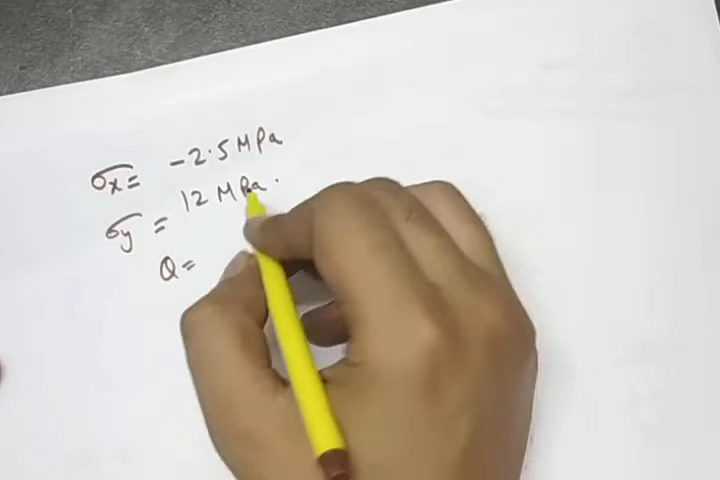 σx = -2.5 MPa
σy = 12 MPa.
Q =